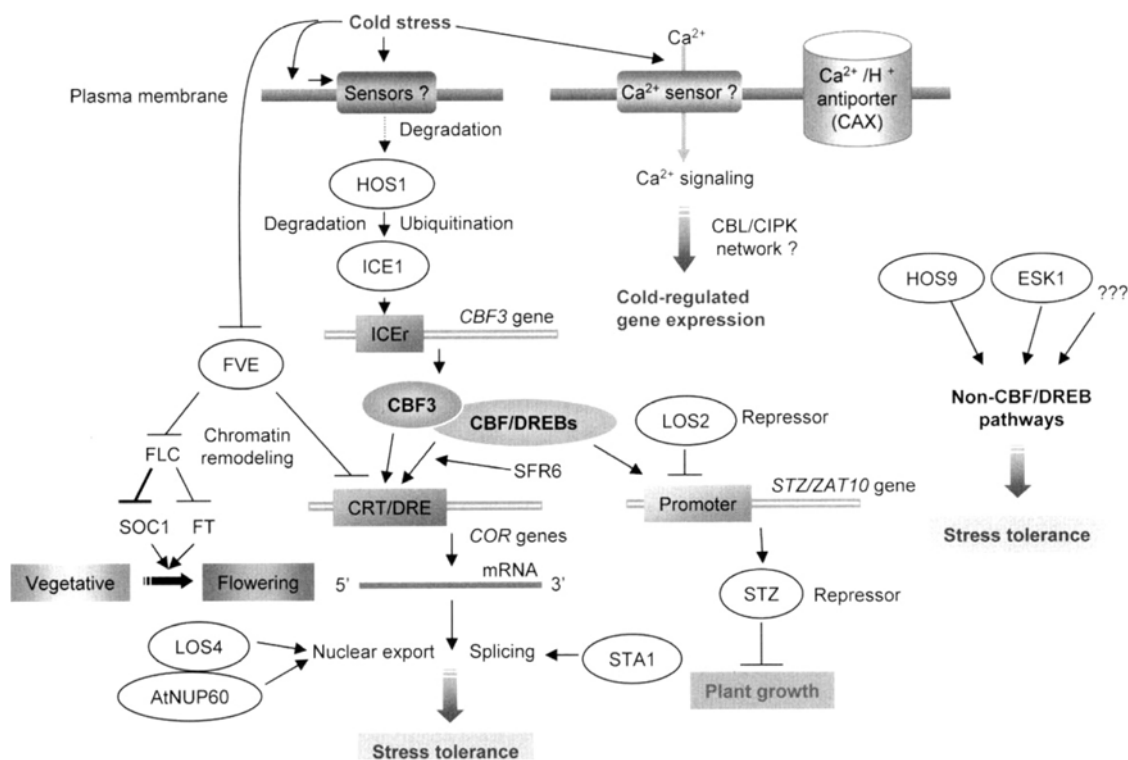 Cold stress
Ca2+
Ca2+ /H +
antiporter
(CAX)
Plasma membrane
Sensors ?
Ca2+ sensor ?
Degradation
HOS1
Ca2+ signaling
Degradation
Ubiquitination
CBL/CIPK
network ?
ICE1
HOS9
ESK1
???
Cold-regulated
gene expression
CBF3 gene
ICEr
FVE
CBF3
CBF/DREBs
LOS2
Repressor
Non-CBF/DREB
pathways
Chromatin
remodeling
FLC
SFR6
STZ/ZAT10 gene
CRT/DRE
Promoter
SOC1
FT
COR genes
Stress tolerance
Vegetative
Flowering
5'
mRNA
3'
STZ
Repressor
LOS4
Nuclear export
Splicing
STA1
AtNUP60
Plant growth
Stress tolerance